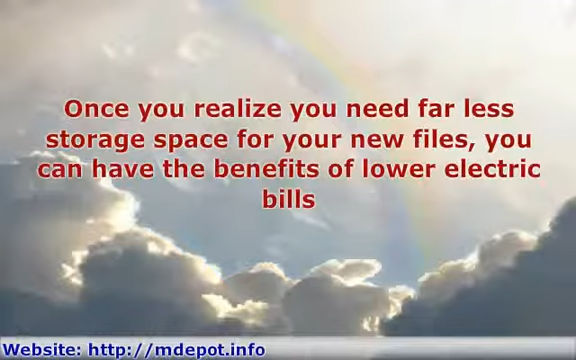 Once you realize you need far less
storage space for your new files, you
can have the benefits of lower electric
bills
Website: http://mdepot.info